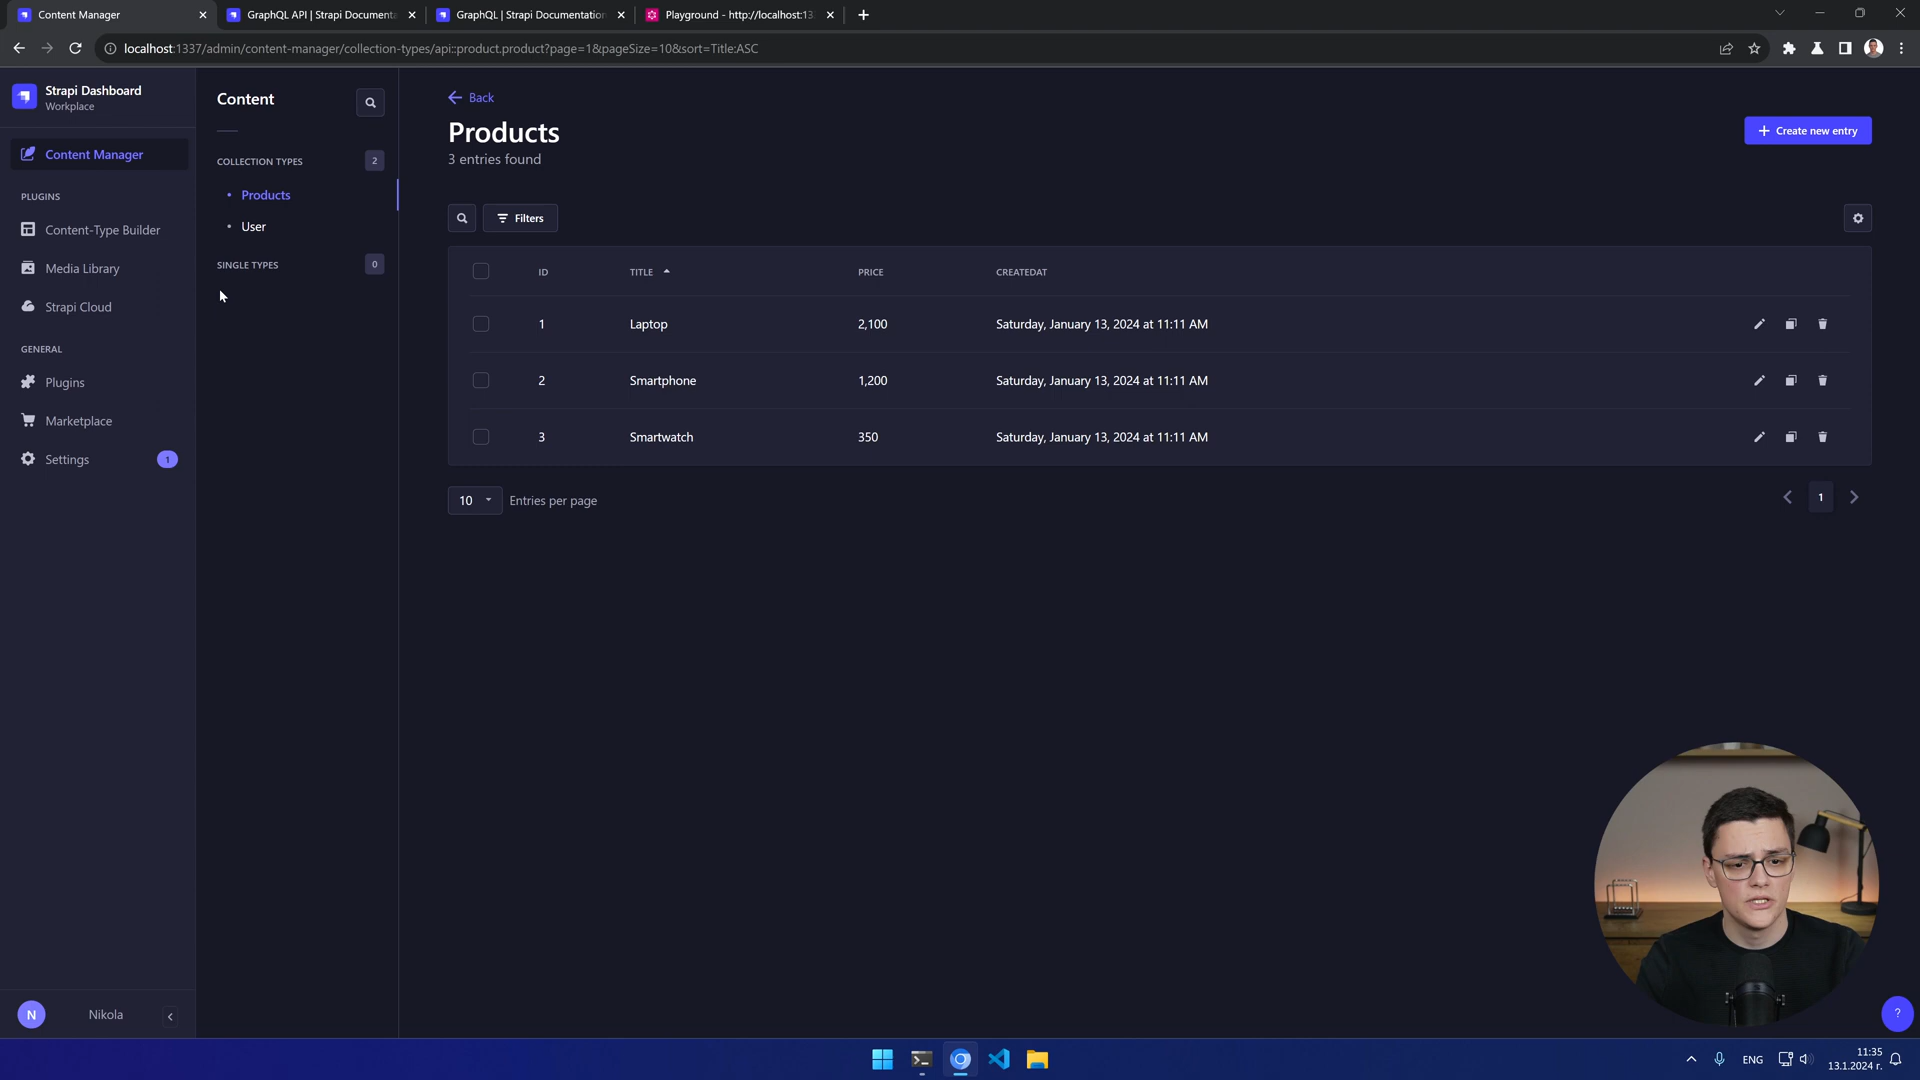 Content Manager
GraphQL API | Strapi Documenta
GraphQL | Strapi Documentation
Playground - http://localhost:13
localhost:1337/admin/content-manager/collection-types/api::product.product?page=1&pageSize=10&sort=Title:ASC
Strapi Dashboard
Workplace
Content Manager
PLUGINS
Content-Type Builder
Media Library
Strapi Cloud
GENERAL
Plugins
Marketplace
Settings 1
N Nikola
Content
COLLECTION TYPES 2
Products
User
SINGLE TYPES 0
Back
Products
3 entries found
Create new entry
Filters
ID TITLE PRICE CREATEDAT
1 Laptop 2,100 Saturday, January 13, 2024 at 11:11 AM
2 Smartphone 1,200 Saturday, January 13, 2024 at 11:11 AM
3 Smartwatch 350 Saturday, January 13, 2024 at 11:11 AM
10 Entries per page
1
?
ENG
11:35
13.1.2024 г.